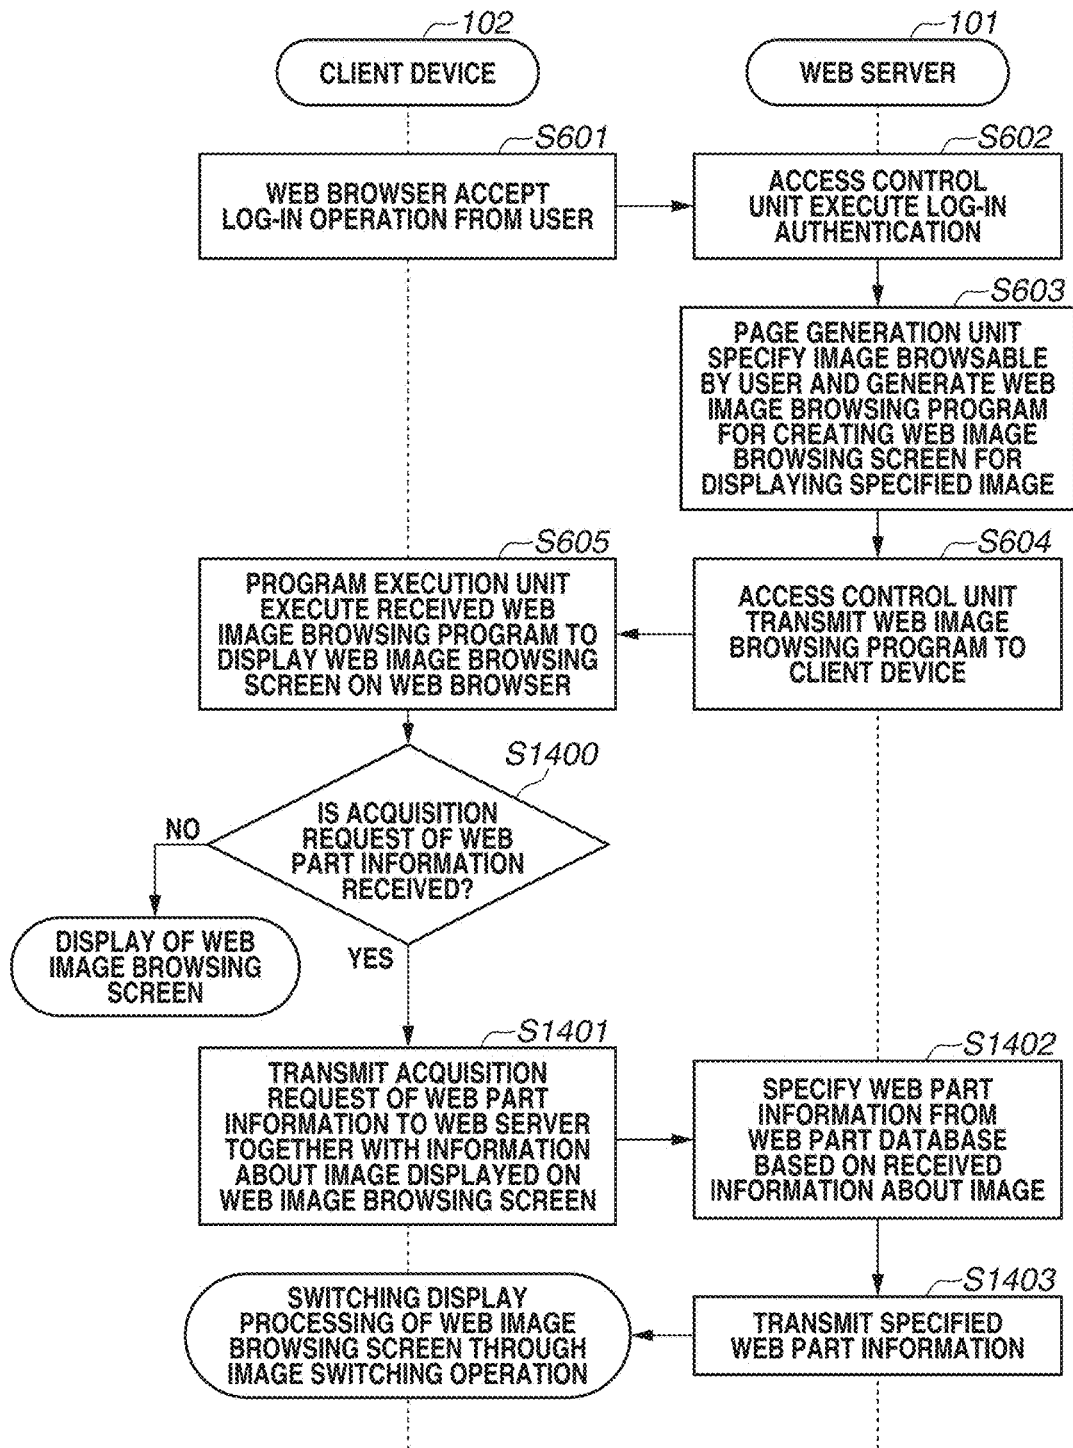 102
CLIENT DEVICE
101
WEB SERVER
S601
WEB BROWSER ACCEPT
LOG-IN OPERATION FROM USER
S602
ACCESS CONTROL
UNIT EXECUTE LOG-IN
AUTHENTICATION
S603
PAGE GENERATION UNIT
SPECIFY IMAGE BROWSABLE
BY USER AND GENERATE WEB
IMAGE BROWSING PROGRAM
FOR CREATING WEB IMAGE
BROWSING SCREEN FOR
DISPLAYING SPECIFIED IMAGE
S604
ACCESS CONTROL UNIT
TRANSMIT WEB IMAGE
BROWSING PROGRAM TO
CLIENT DEVICE
S605
PROGRAM EXECUTION UNIT
EXECUTE RECEIVED WEB
IMAGE BROWSING PROGRAM TO
DISPLAY WEB IMAGE BROWSING
SCREEN ON WEB BROWSER
S1400
IS ACQUISITION
REQUEST OF WEB
PART INFORMATION
RECEIVED?
NO
DISPLAY OF WEB
IMAGE BROWSING
SCREEN
YES
S1401
TRANSMIT ACQUISITION
REQUEST OF WEB PART
INFORMATION TO WEB SERVER
TOGETHER WITH INFORMATION
ABOUT IMAGE DISPLAYED ON
WEB IMAGE BROWSING SCREEN
S1402
SPECIFY WEB PART
INFORMATION FROM
WEB PART DATABASE
BASED ON RECEIVED
INFORMATION ABOUT IMAGE
S1403
TRANSMIT SPECIFIED
WEB PART INFORMATION
SWITCHING DISPLAY
PROCESSING OF WEB IMAGE
BROWSING SCREEN THROUGH
IMAGE SWITCHING OPERATION